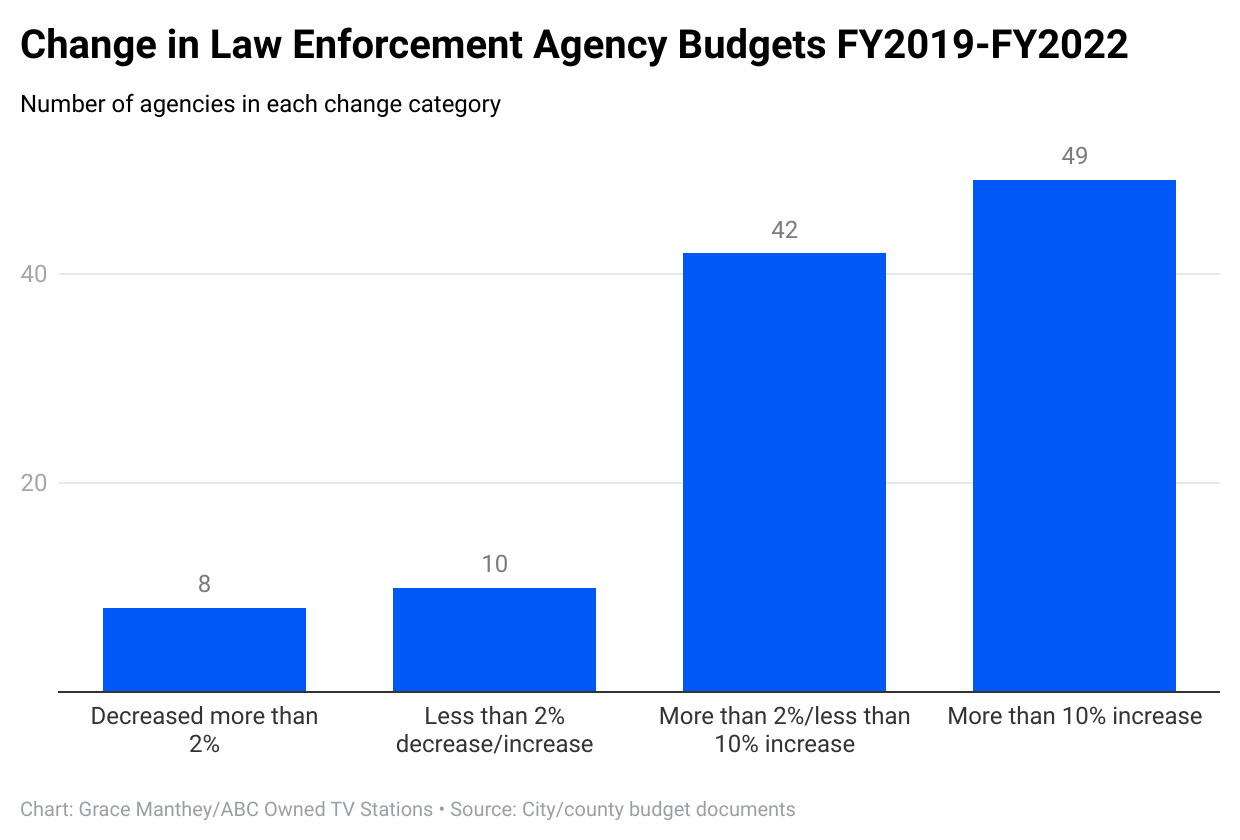 Change in Law Enforcement Agency Budgets FY2019-FY2022
Number of agencies in each change category
49
42
40
20
10
8
Decreased more than
2%
Less than 2%
decrease/increase
More than 2%/less than
10% increase
More than 10% increase
Chart: Grace Manthey/ABC Owned TV Stations • Source: City/county budget documents